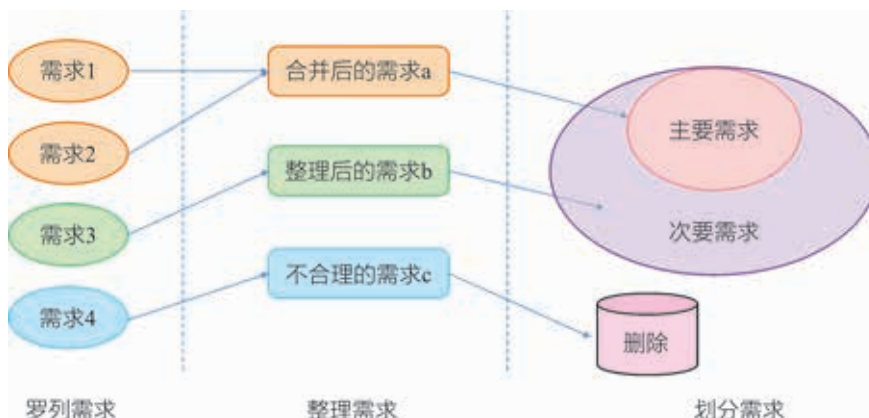 需求1
需求2
需求3
需求4
合并后的需求a
整理后的需求b
不合理的需求c
主要需求
次要需求
删除
罗列需求
整理需求
划分需求